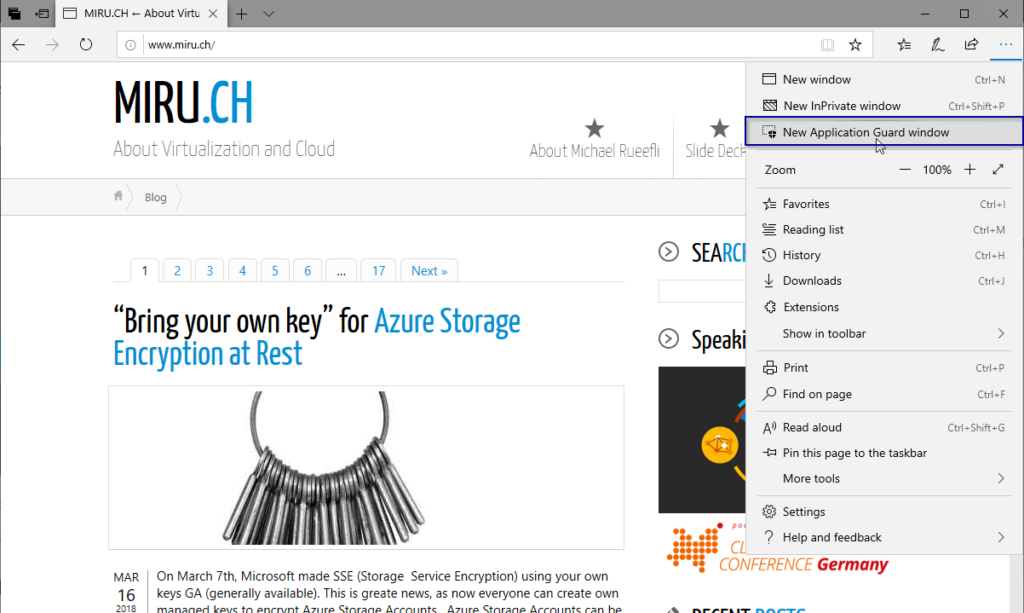 MIRU.CH ← About Virtu
www.miru.ch/
MIRU.CH
About Virtualization and Cloud
About Michael Rueefli
Slide Deck
Blog
1 2 3 4 5 6 ... 17 Next »
“Bring your own key” for Azure Storage
Encryption at Rest
MAR
16
2018
On March 7th, Microsoft made SSE (Storage Service Encryption) using your own
keys GA (generally available). This is greate news, as now everyone can create own
managed keys to encrypt Azure Storage Accounts. Azure Storage Accounts can be
SEARCH
Speaki
CONFERENCE Germany
RECENT POSTS
New window Ctrl+N
New InPrivate window Ctrl+Shift+P
New Application Guard window
Zoom 100%
Favorites Ctrl+I
Reading list Ctrl+M
History Ctrl+H
Downloads Ctrl+J
Extensions
Show in toolbar
Print Ctrl+P
Find on page Ctrl+F
Read aloud Ctrl+Shift+G
Pin this page to the taskbar
More tools
Settings
? Help and feedback